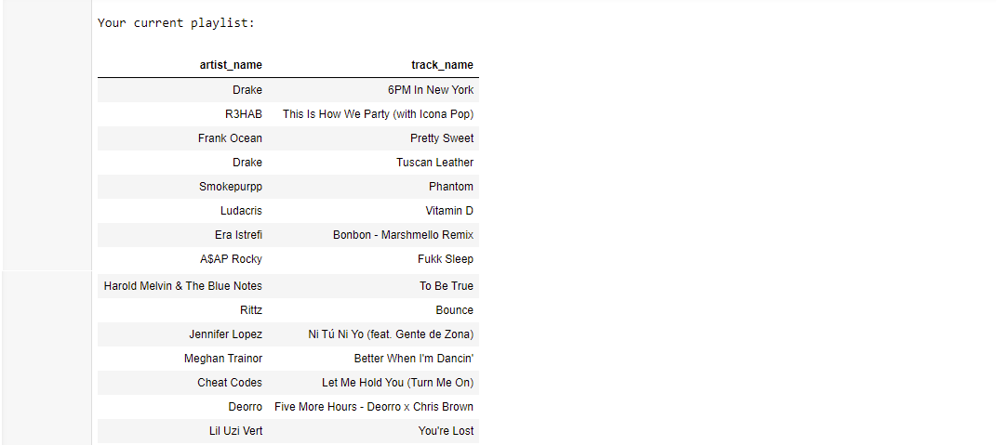 Your current playlist:
artist_name track_name
Drake 6PM In New York
R3HAB This Is How We Party (with Icona Pop)
Frank Ocean Pretty Sweet
Drake Tuscan Leather
Smokepurpp Phantom
Ludacris Vitamin D
Era Istrefi Bonbon - Marshmello Remix
A$AP Rocky Fukk Sleep
Harold Melvin & The Blue Notes To Be True
Rittz Bounce
Jennifer Lopez Ni Tú Ni Yo (feat. Gente de Zona)
Meghan Trainor Better When I'm Dancin'
Cheat Codes Let Me Hold You (Turn Me On)
Deorro Five More Hours - Deorro x Chris Brown
Lil Uzi Vert You're Lost